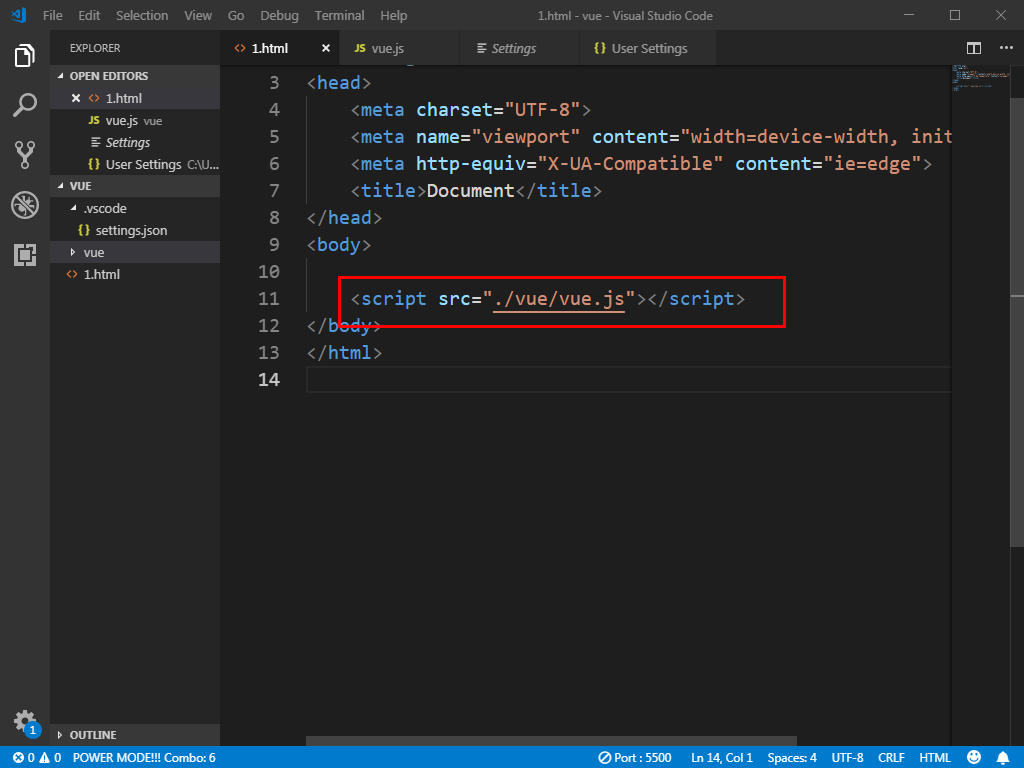 File Edit Selection View Go Debug Terminal Help 1.html - vue - Visual Studio Code
EXPLORER
<> 1.html × JS vue.js Settings {} User Settings
OPEN EDITORS
× <> 1.html
JS vue.js vue
Settings
{} User Settings C:\U...
VUE
.vscode
{} settings.json
vue
<> 1.html
3 <head>
4 <meta charset="UTF-8">
5 <meta name="viewport" content="width=device-width, init
6 <meta http-equiv="X-UA-Compatible" content="ie=edge">
7 <title>Document</title>
8 </head>
9 <body>
10
11 <script src="./vue/vue.js"></script>
12 </body>
13 </html>
14
OUTLINE
1
0 0 POWER MODE!!! Combo: 6 Port : 5500 Ln 14, Col 1 Spaces: 4 UTF-8 CRLF HTML